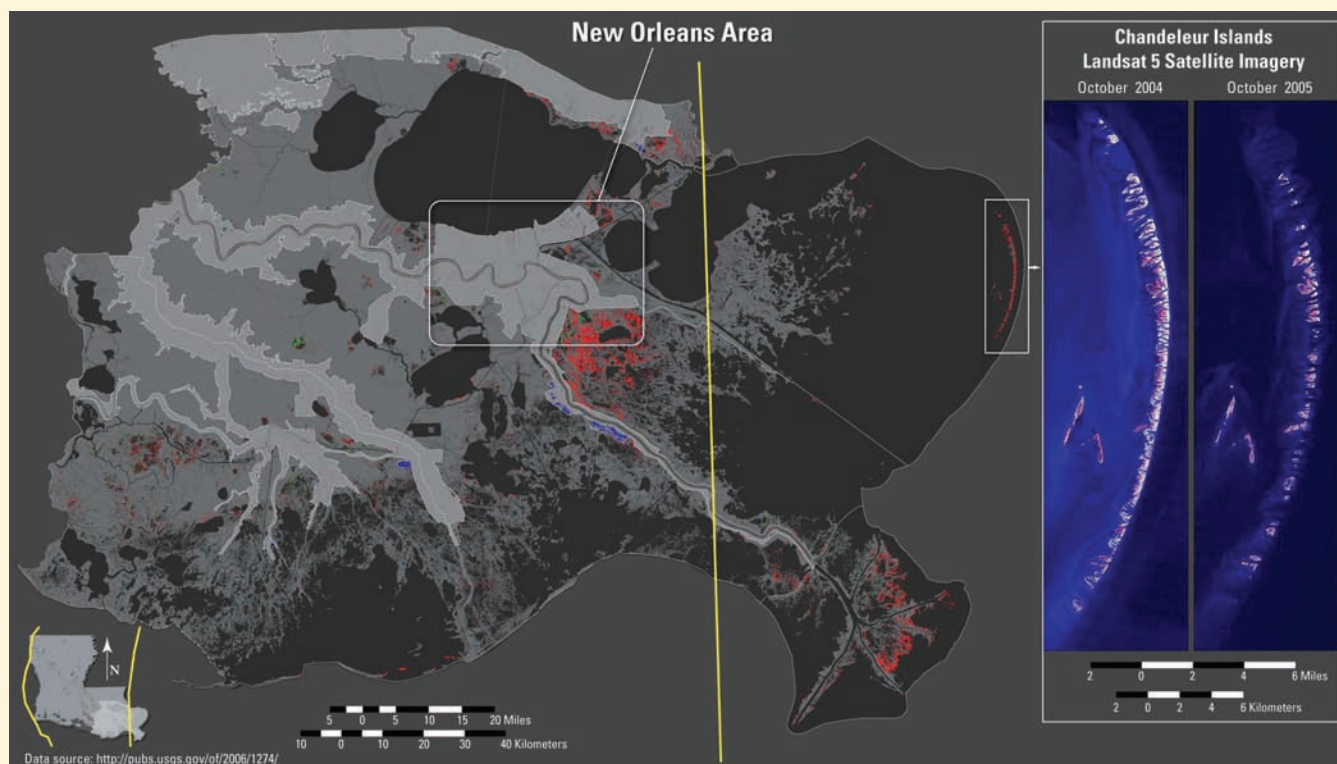 New Orleans Area
Chandeleur Islands
Landsat 5 Satellite Imagery
October 2004
October 2005
N
5 0 5 10 15 20 Miles
10 0 10 20 30 40 Kilometers
2 0 2 4 6 Miles
2 0 2 4 6 Kilometers
Data source: http://pubs.usgs.gov/of/2006/1274/